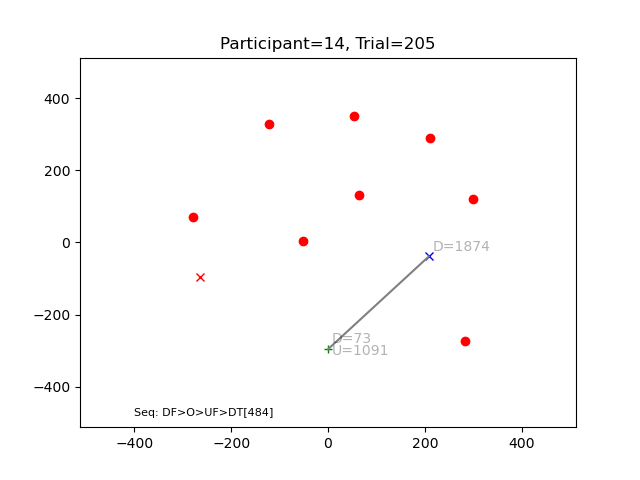 Participant=14, Trial=205
400
200
0
−200
−400
D=1874
D=73
U=1091
Seq: DF>O>UF>DT[484]
−400 −200 0 200 400